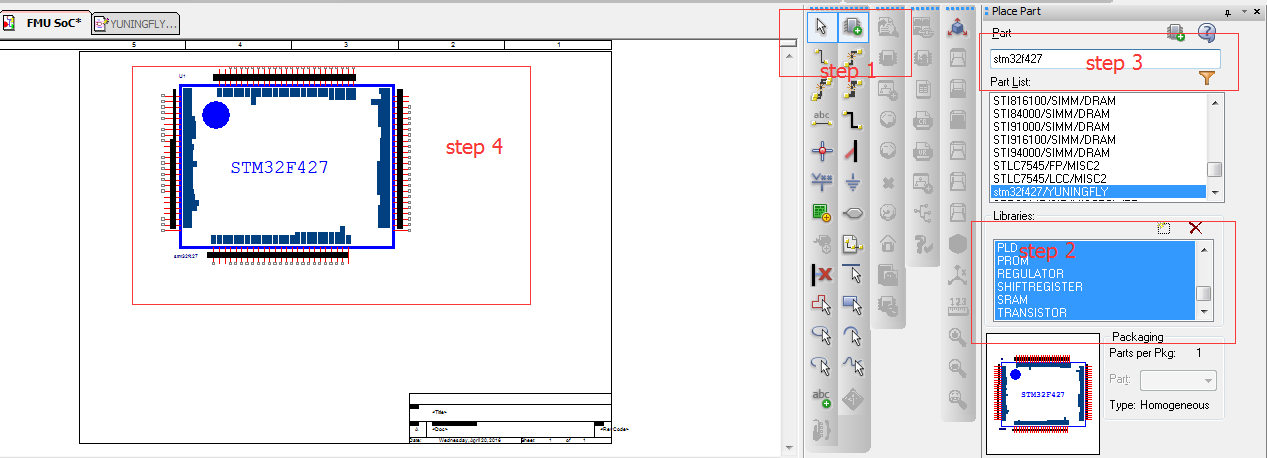 FMU SoC*
YUNINGFLY...
5
4
3
2
1
U1
STM32F427
stm32f427
step 4
<Title>
A
<Doc>
<RevCode>
Date:
Wednesday, April 20, 2016
Sheet
1
of
1
step 1
abc
abc
123
Place Part
Part
stm32f427
step 3
Part List:
STI816100/SIMM/DRAM
STI84000/SIMM/DRAM
STI91000/SIMM/DRAM
STI93000/SIMM/DRAM
STI94000/SIMM/DRAM
STLC7545/FP/MISC2
STLC7545/LCC/MISC2
stm32f427/YUNINGFLY
Libraries:
step 2
PLD
PROM
REGULATOR
SHIFTREGISTER
SRAM
TRANSISTOR
STM32F427
Packaging
Parts per Pkg: 1
Part:
Type: Homogeneous